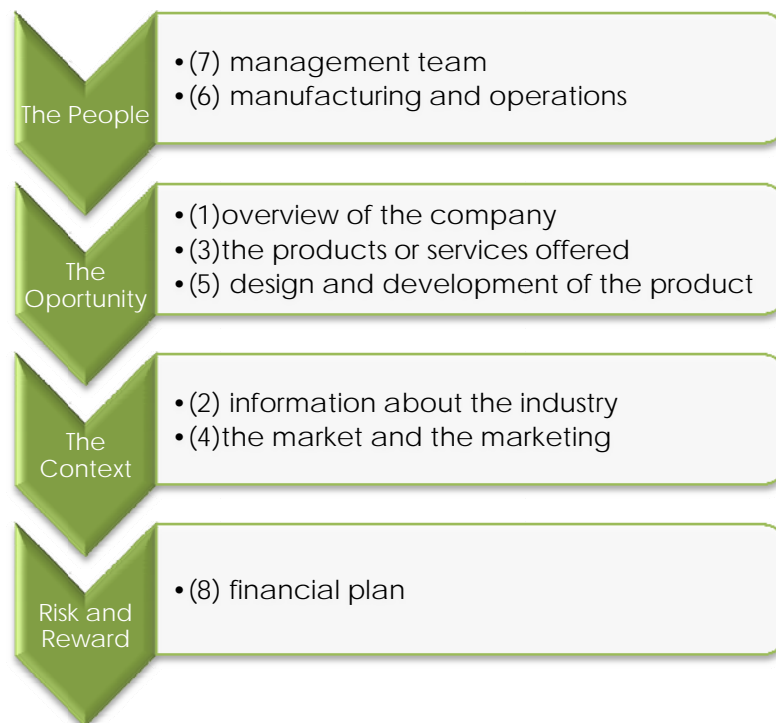 The People
• (7) management team
• (6) manufacturing and operations
The
Oportunity
• (1)overview of the company
• (3)the products or services offered
• (5) design and development of the product
The
Context
• (2) information about the industry
• (4)the market and the marketing
Risk and
Reward
• (8) financial plan